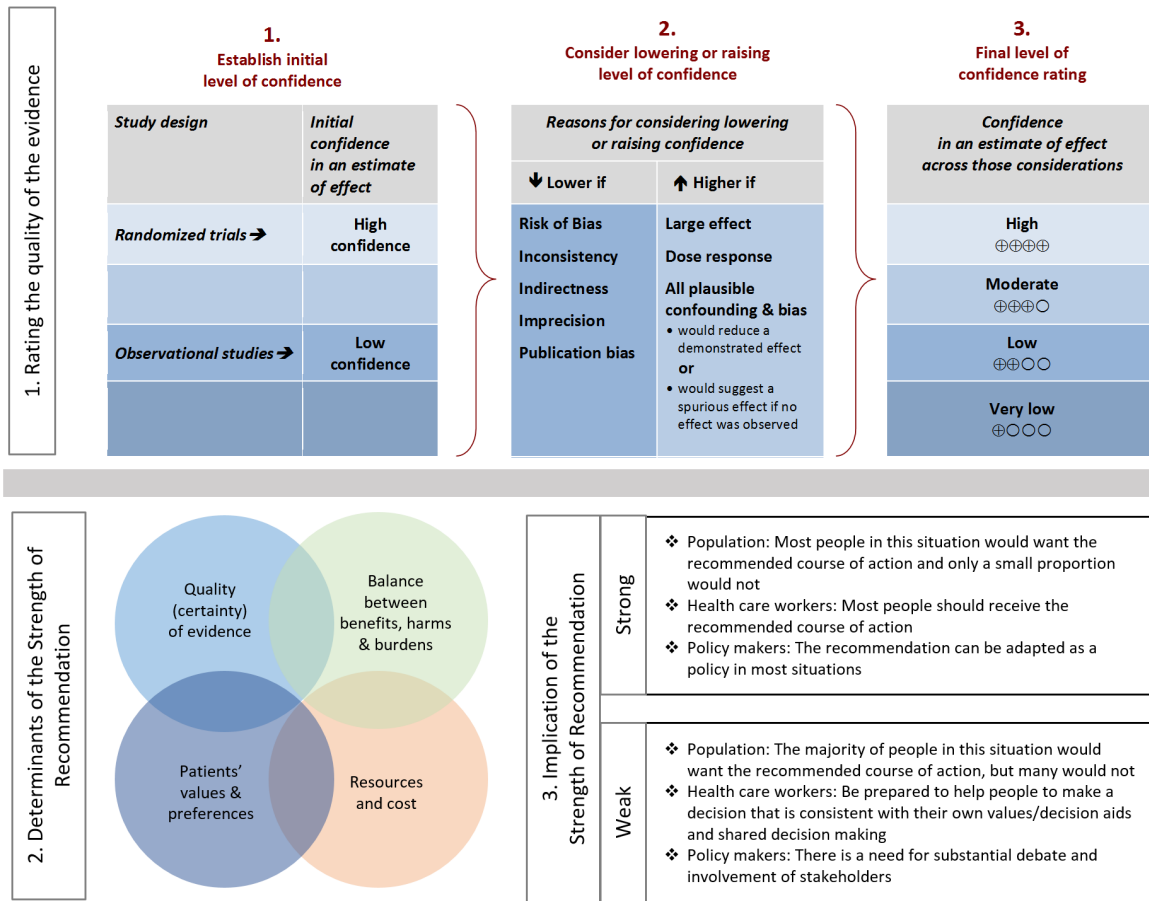 1. Rating the quality of the evidence
1.
Establish initial
level of confidence
Study design
Initial
confidence
in an estimate
of effect
Randomized trials ➔
High
confidence
Observational studies ➔
Low
confidence
2.
Consider lowering or raising
level of confidence
Reasons for considering lowering
or raising confidence
🡻 Lower if
🡹 Higher if
Risk of Bias
Inconsistency
Indirectness
Imprecision
Publication bias
Large effect
Dose response
All plausible
confounding & bias
• would reduce a
demonstrated effect
or
• would suggest a
spurious effect if no
effect was observed
3.
Final level of
confidence rating
Confidence
in an estimate of effect
across those considerations
High
⊕⊕⊕⊕
Moderate
⊕⊕⊕○
Low
⊕⊕○○
Very low
⊕○○○
2. Determinants of the Strength of
Recommendation
Quality
(certainty)
of evidence
Balance
between
benefits, harms
& burdens
Patients’
values &
preferences
Resources
and cost
3. Implication of the
Strength of Recommendation
Strong
❖ Population: Most people in this situation would want the
recommended course of action and only a small proportion
would not
❖ Health care workers: Most people should receive the
recommended course of action
❖ Policy makers: The recommendation can be adapted as a
policy in most situations
Weak
❖ Population: The majority of people in this situation would
want the recommended course of action, but many would not
❖ Health care workers: Be prepared to help people to make a
decision that is consistent with their own values/decision aids
and shared decision making
❖ Policy makers: There is a need for substantial debate and
involvement of stakeholders